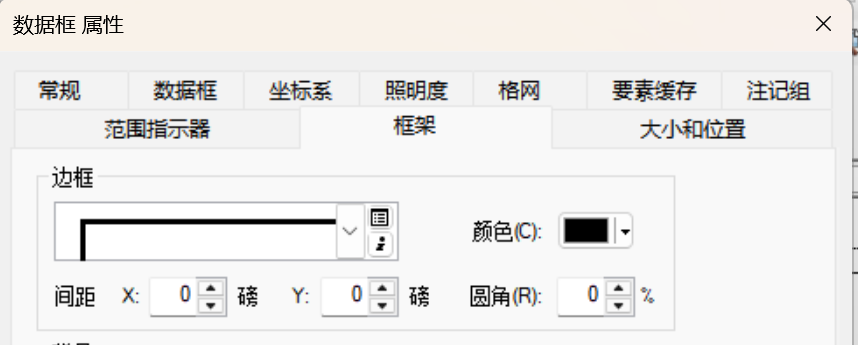 数据框 属性
常规 数据框 坐标系 照明度 格网 要素缓存 注记组
范围指示器 框架 大小和位置
边框
颜色(C):
间距 X: 0 磅 Y: 0 磅 圆角(R): 0 %